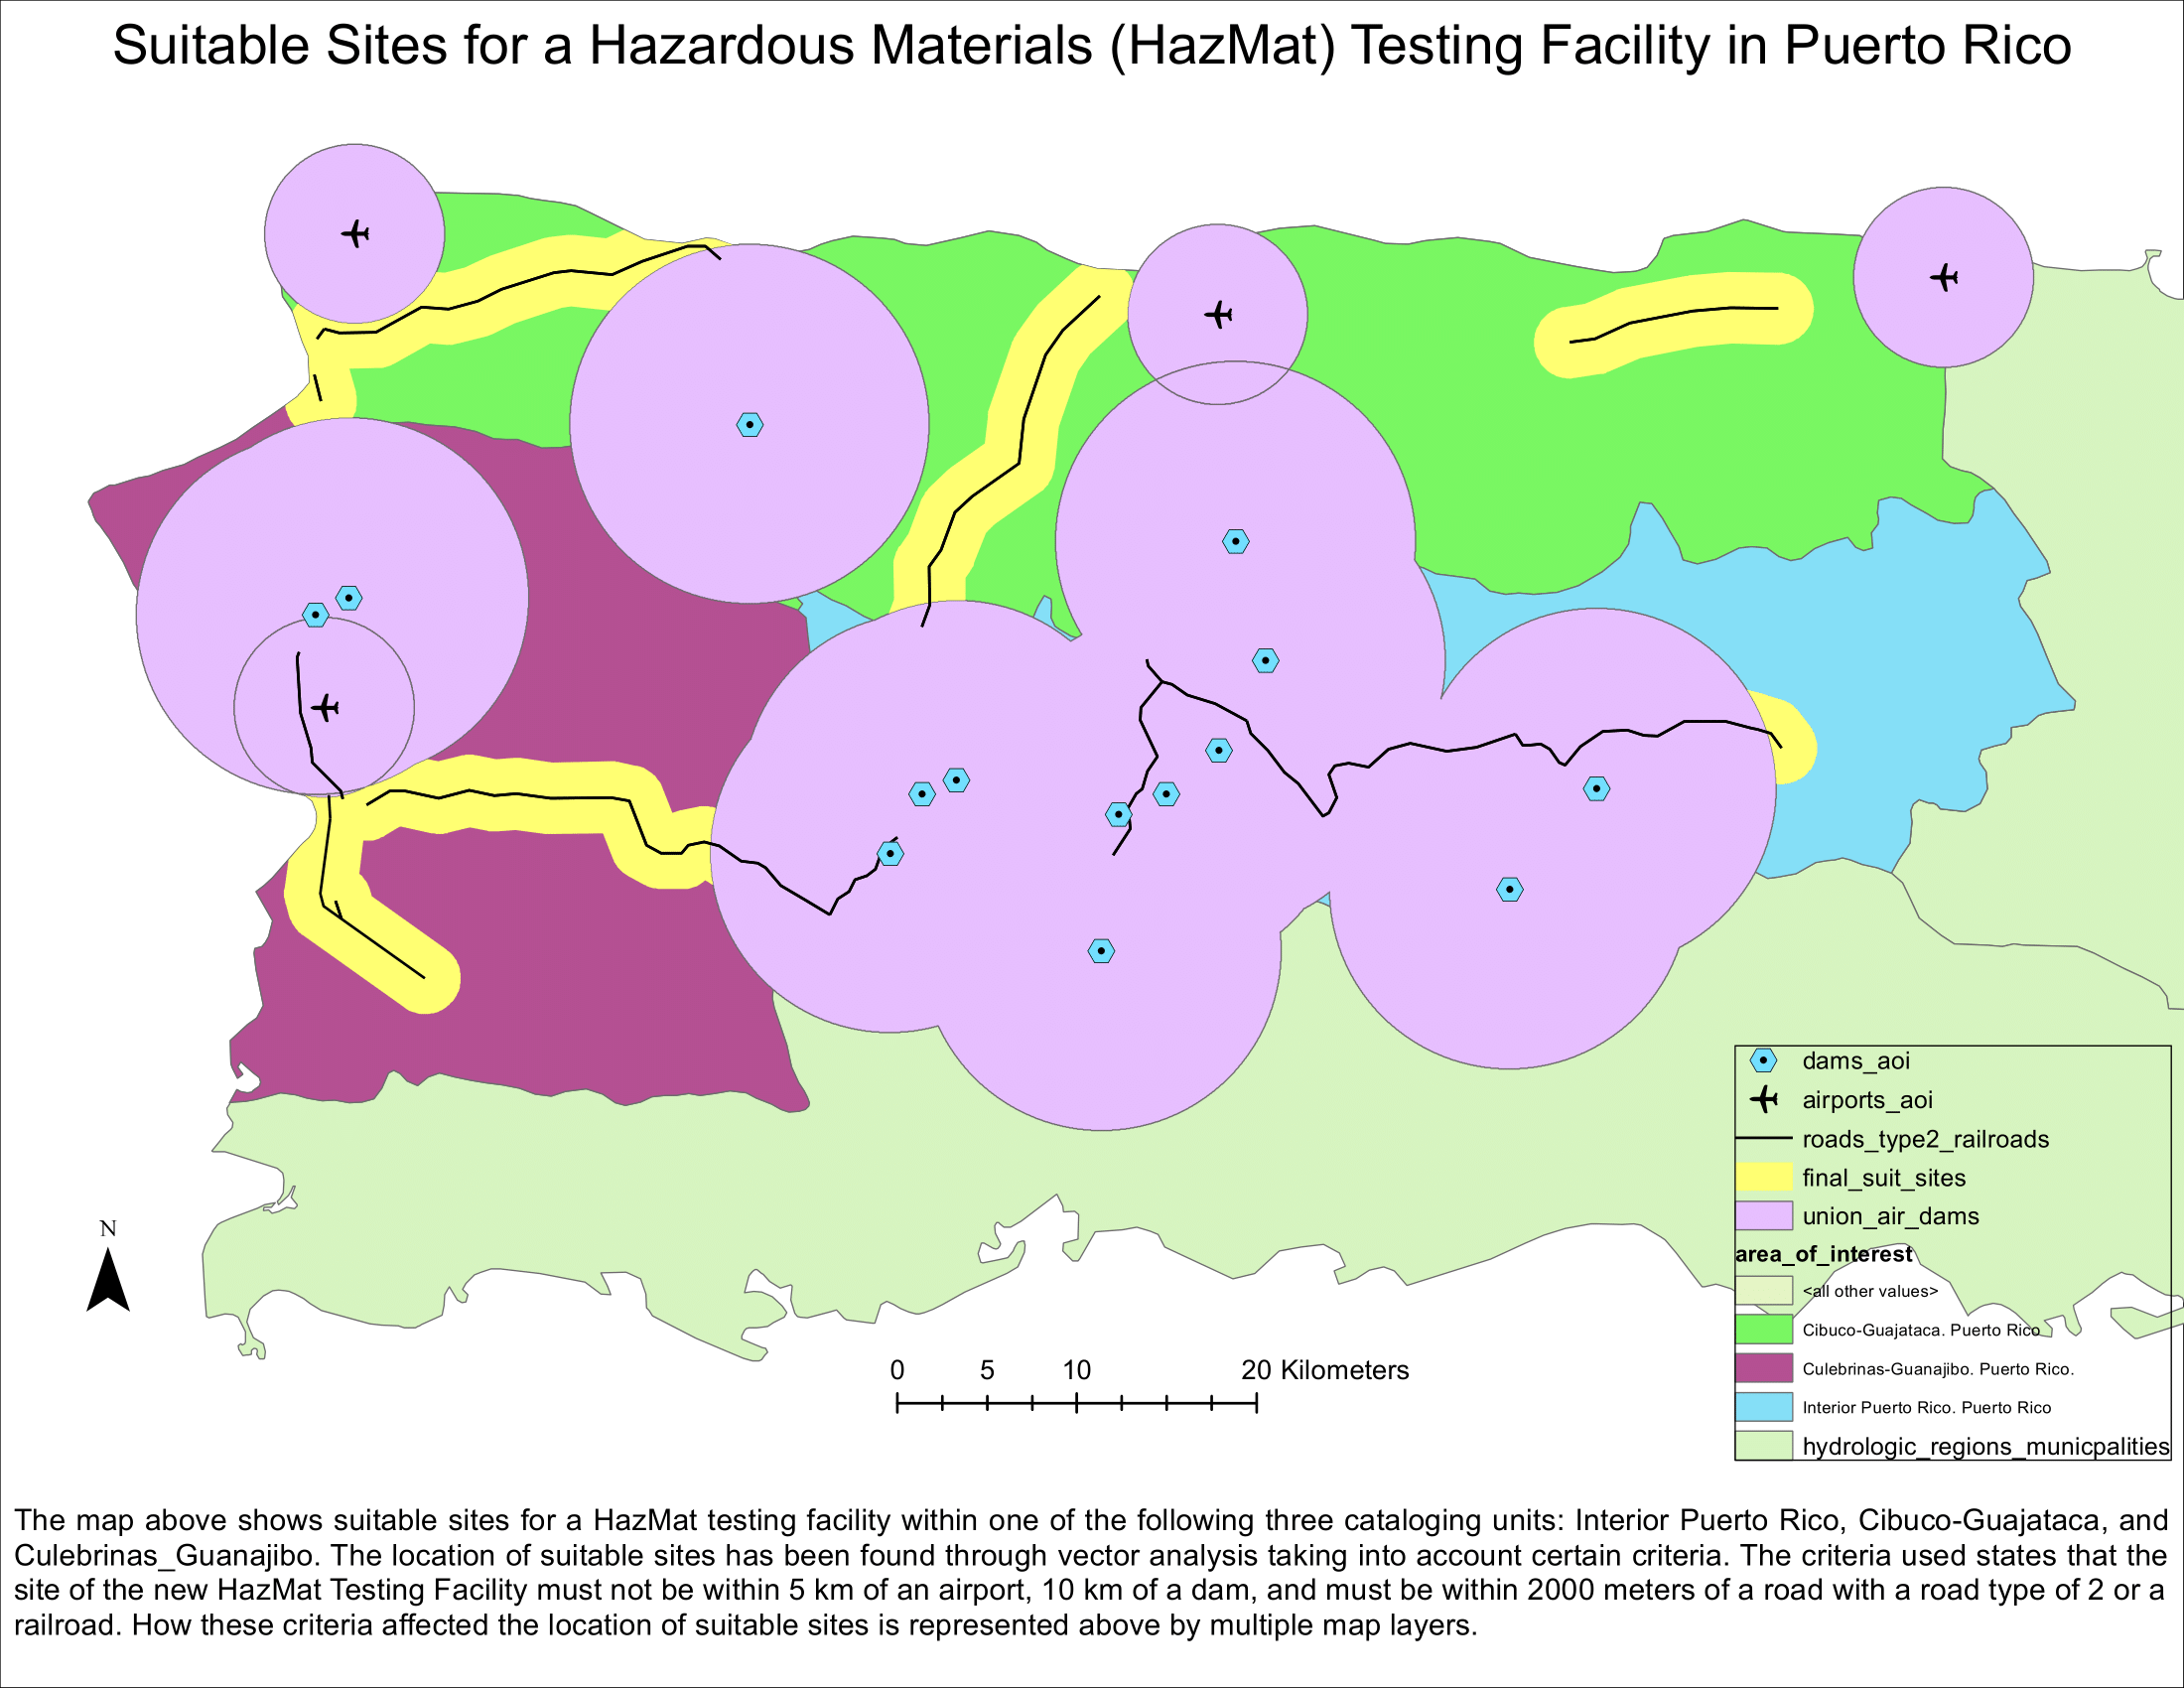 Suitable Sites for a Hazardous Materials (HazMat) Testing Facility in Puerto Rico
dams_aoi
airports_aoi
roads_type2_railroads
final_suit_sites
union_air_dams
area_of_interest
<all other values>
Cibuco-Guajataca. Puerto Rico
Culebrinas-Guanajibo. Puerto Rico.
Interior Puerto Rico. Puerto Rico
hydrologic_regions_municpalities
N
0 5 10 20 Kilometers
The map above shows suitable sites for a HazMat testing facility within one of the following three cataloging units: Interior Puerto Rico, Cibuco-Guajataca, and
Culebrinas_Guanajibo. The location of suitable sites has been found through vector analysis taking into account certain criteria. The criteria used states that the
site of the new HazMat Testing Facility must not be within 5 km of an airport, 10 km of a dam, and must be within 2000 meters of a road with a road type of 2 or a
railroad. How these criteria affected the location of suitable sites is represented above by multiple map layers.